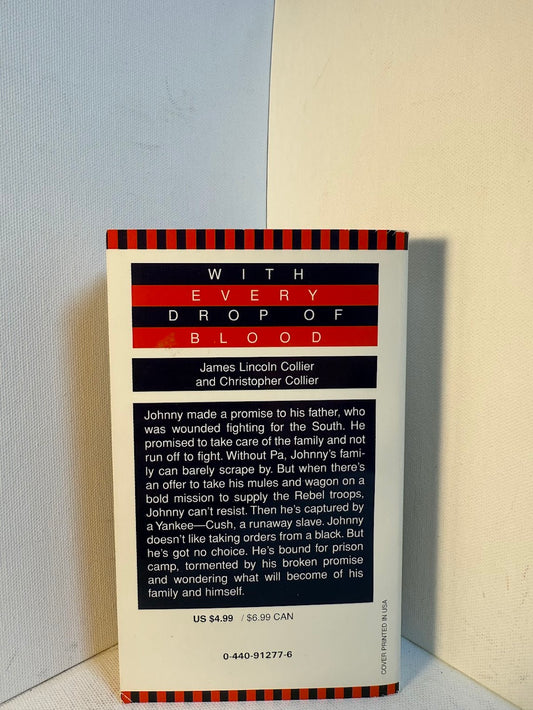 WITH
EVERY
DROP OF
BLOOD
James Lincoln Collier
and Christopher Collier
Johnny made a promise to his father, who
was wounded fighting for the South. He
promised to take care of the family and not
run off to fight. Without Pa, Johnny's fami-
ly can barely scrape by. But when there's
an offer to take his mules and wagon on a
bold mission to supply the Rebel troops,
Johnny can't resist. Then he's captured by
a Yankee—Cush, a runaway slave. Johnny
doesn't like taking orders from a black. But
he's got no choice. He's bound for prison
camp, tormented by his broken promise
and wondering what will become of his
family and himself.
US $4.99 / $6.99 CAN
0-440-91277-6
COVER PRINTED IN USA